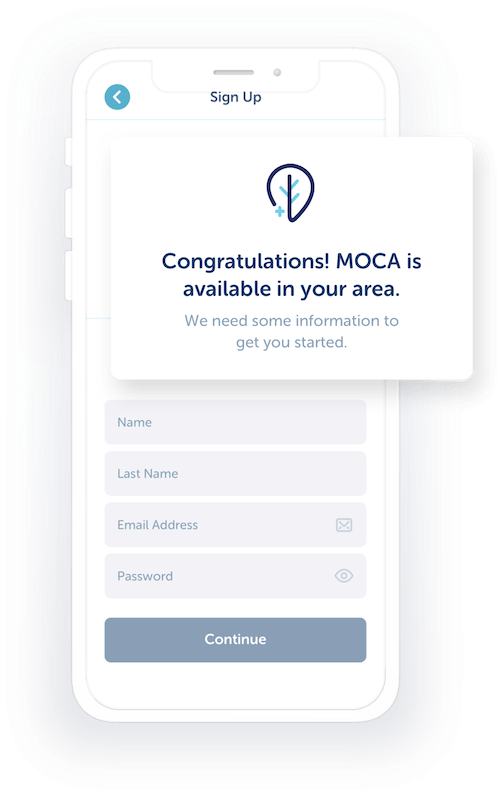 Sign Up
Congratulations! MOCA is
available in your area.
We need some information to
get you started.
Name
Last Name
Email Address
Password
Continue